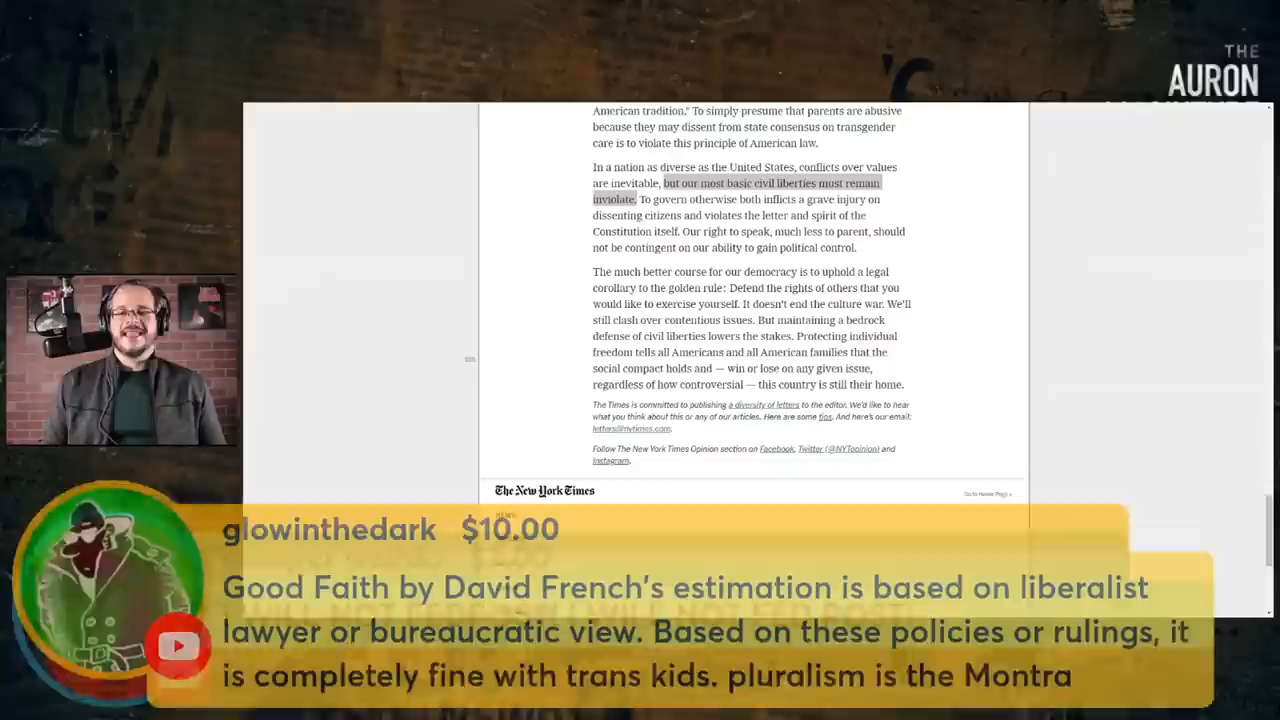 THE
AURON
American tradition." To simply presume that parents are abusive
because they may dissent from state consensus on transgender
care is to violate this principle of American law.
In a nation as diverse as the United States, conflicts over values
are inevitable, but our most basic civil liberties must remain
inviolate. To govern otherwise both inflicts a grave injury on
dissenting citizens and violates the letter and spirit of the
Constitution itself. Our right to speak, much less to parent, should
not be contingent on our ability to gain political control.
The much better course for our democracy is to uphold a legal
corollary to the golden rule: Defend the rights of others that you
would like to exercise yourself. It doesn't end the culture war. We'll
still clash over contentious issues. But maintaining a bedrock
defense of civil liberties lowers the stakes. Protecting individual
freedom tells all Americans and all American families that the
social compact holds and — win or lose on any given issue,
regardless of how controversial — this country is still their home.
The Times is committed to publishing a diversity of letters to the editor. We'd like to hear
what you think about this or any of our articles. Here are some tips. And here's our email:
letters@nytimes.com.
Follow The New York Times Opinion section on Facebook, Twitter (@NYTopinion) and
Instagram.
The New York Times
Go to Home Page »
NEWS
glowinthedark $10.00
Good Faith by David French's estimation is based on liberalist
lawyer or bureaucratic view. Based on these policies or rulings, it
is completely fine with trans kids. pluralism is the Montra